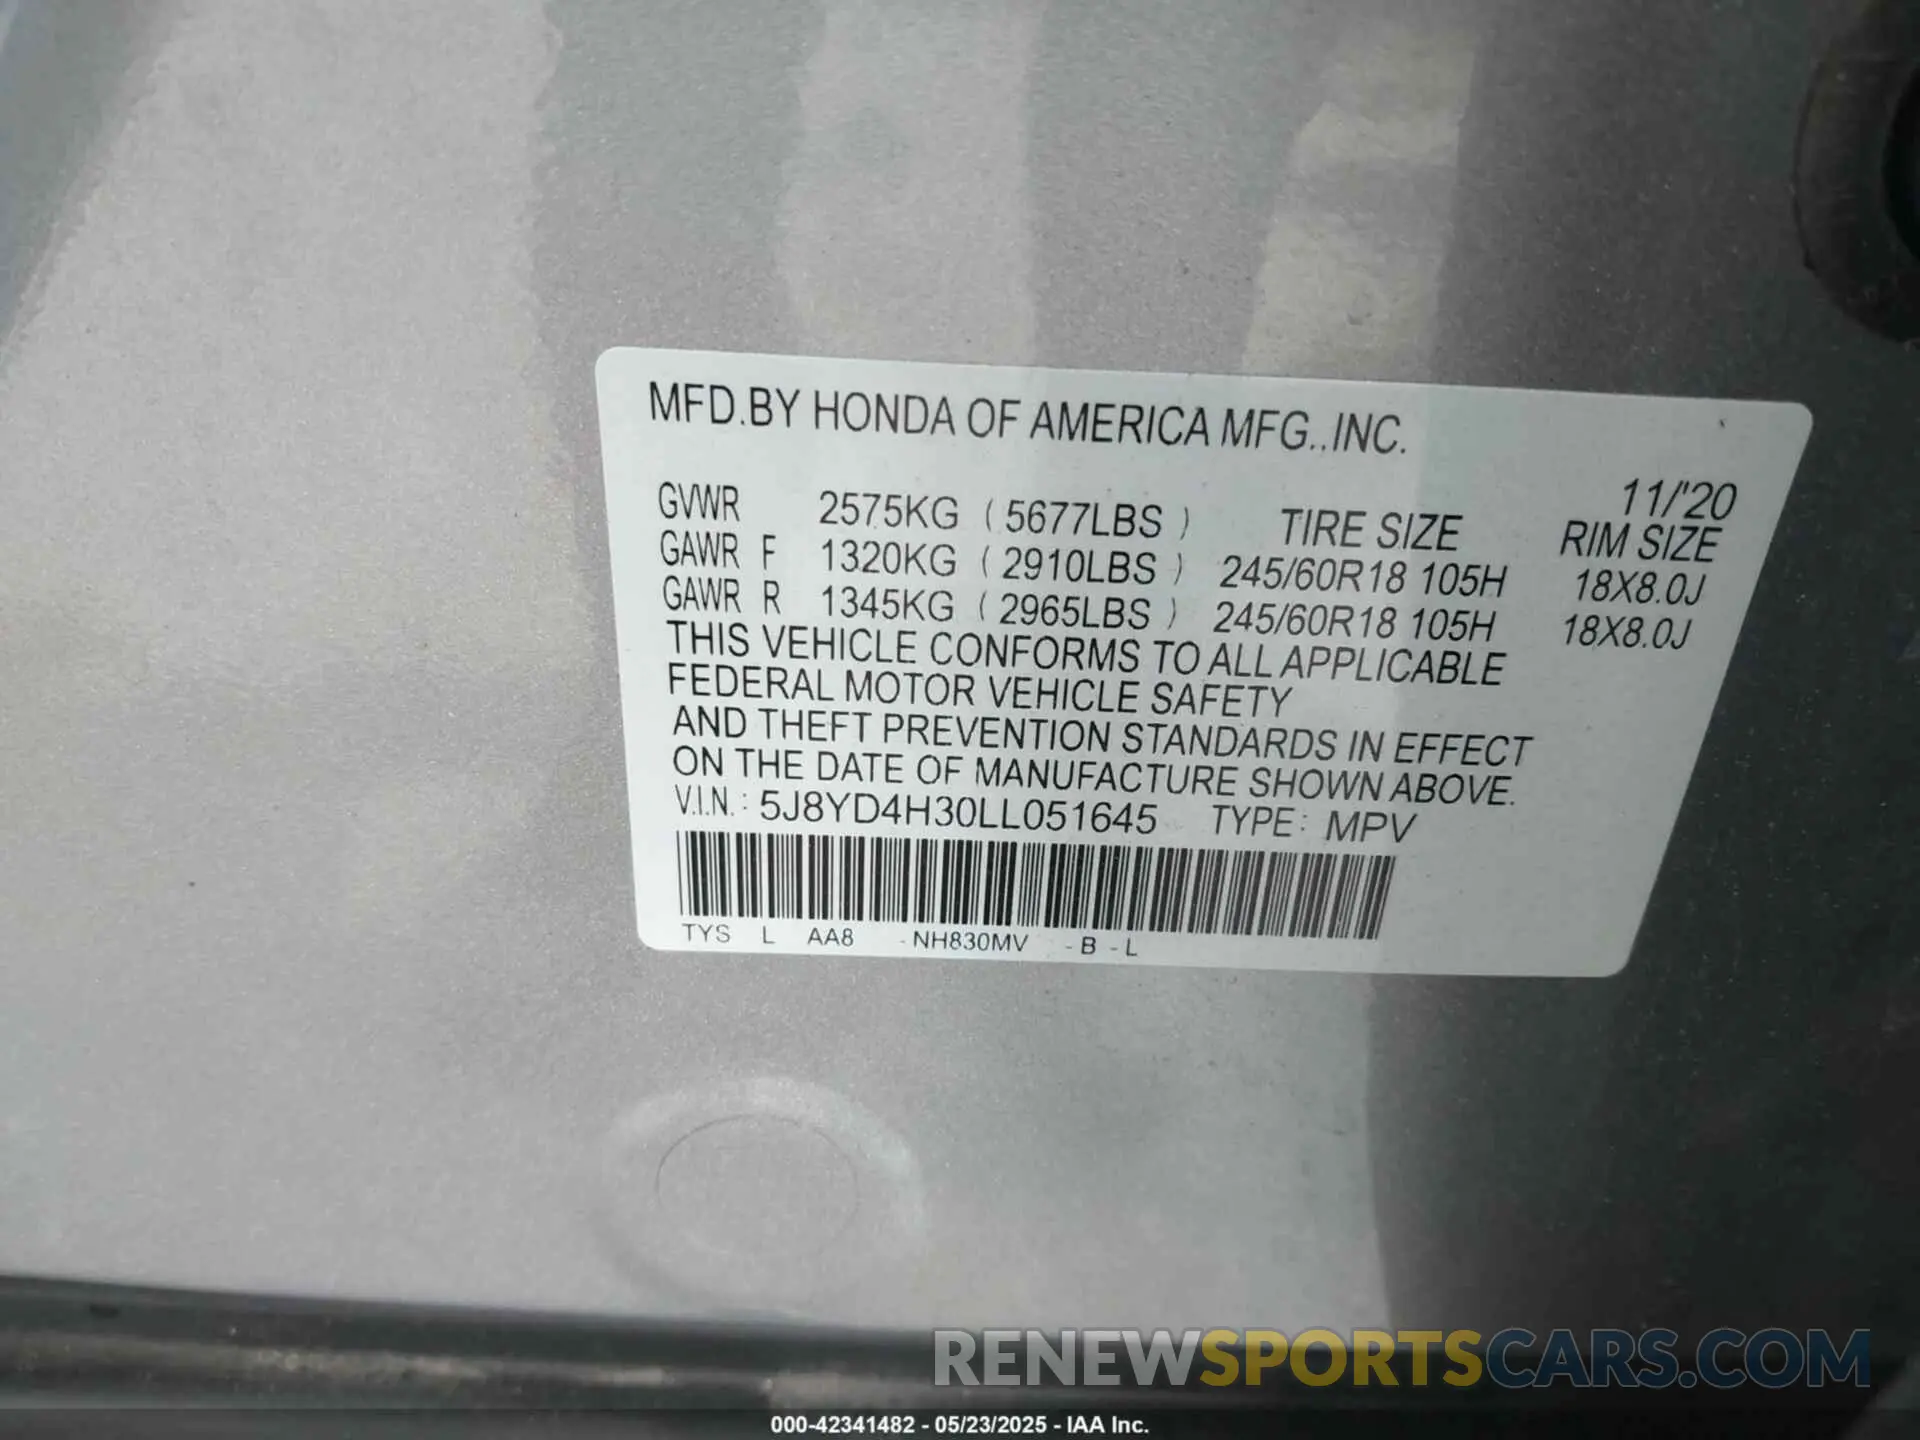 MFD.BY HONDA OF AMERICA MFG.,INC.
11/'20
GVWR 2575KG ( 5677LBS ) TIRE SIZE RIM SIZE
GAWR F 1320KG ( 2910LBS ) 245/60R18 105H 18X8.0J
GAWR R 1345KG ( 2965LBS ) 245/60R18 105H 18X8.0J
THIS VEHICLE CONFORMS TO ALL APPLICABLE
FEDERAL MOTOR VEHICLE SAFETY
AND THEFT PREVENTION STANDARDS IN EFFECT
ON THE DATE OF MANUFACTURE SHOWN ABOVE.
V.I.N.: 5J8YD4H30LL051645 TYPE: MPV
TYS L AA8 -NH830MV -B -L
RENEWSPORTSCARS.COM
000-42341482 - 05/23/2025 - IAA Inc.